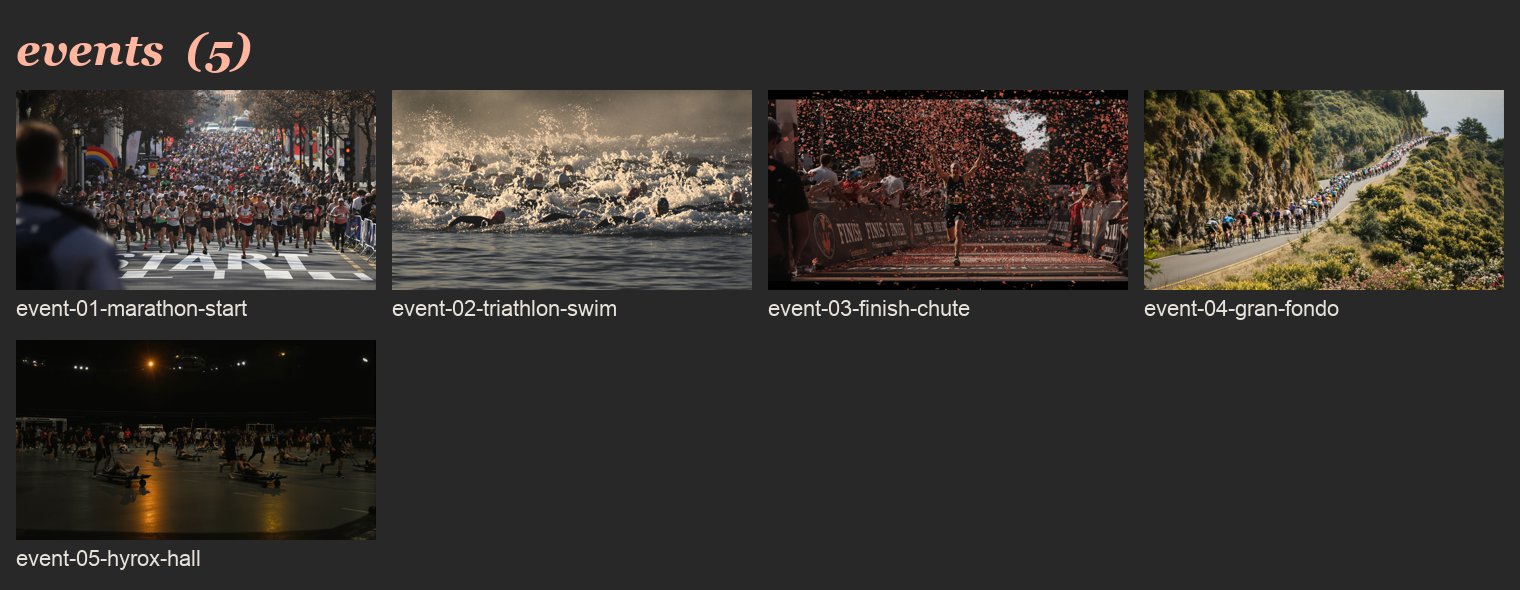 events (5)
START
FINIS
event-01-marathon-start
event-02-triathlon-swim
event-03-finish-chute
event-04-gran-fondo
event-05-hyrox-hall